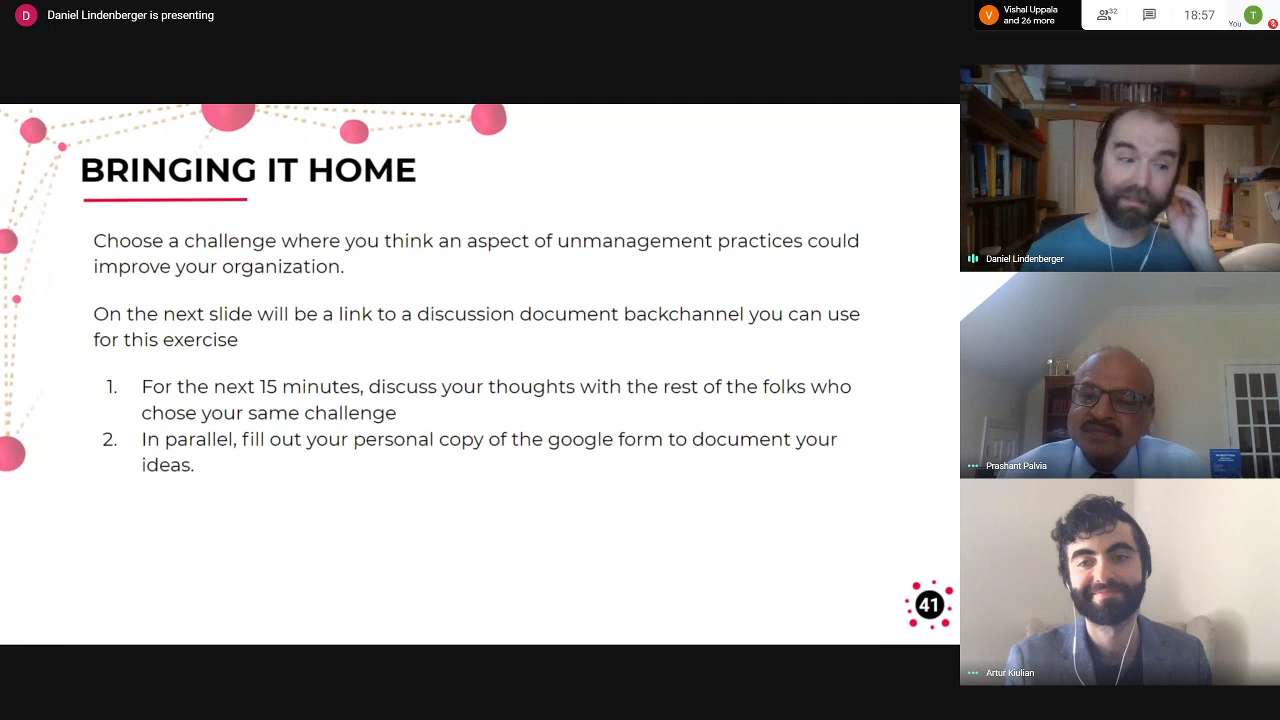 D Daniel Lindenberger is presenting
V Vishal Uppala
and 26 more
32
18:57
You
T
BRINGING IT HOME
Choose a challenge where you think an aspect of unmanagement practices could
improve your organization.
On the next slide will be a link to a discussion document backchannel you can use
for this exercise
1. For the next 15 minutes, discuss your thoughts with the rest of the folks who
chose your same challenge
2. In parallel, fill out your personal copy of the google form to document your
ideas.
41
Daniel Lindenberger
Prashant Palvia
Artur Kiulian